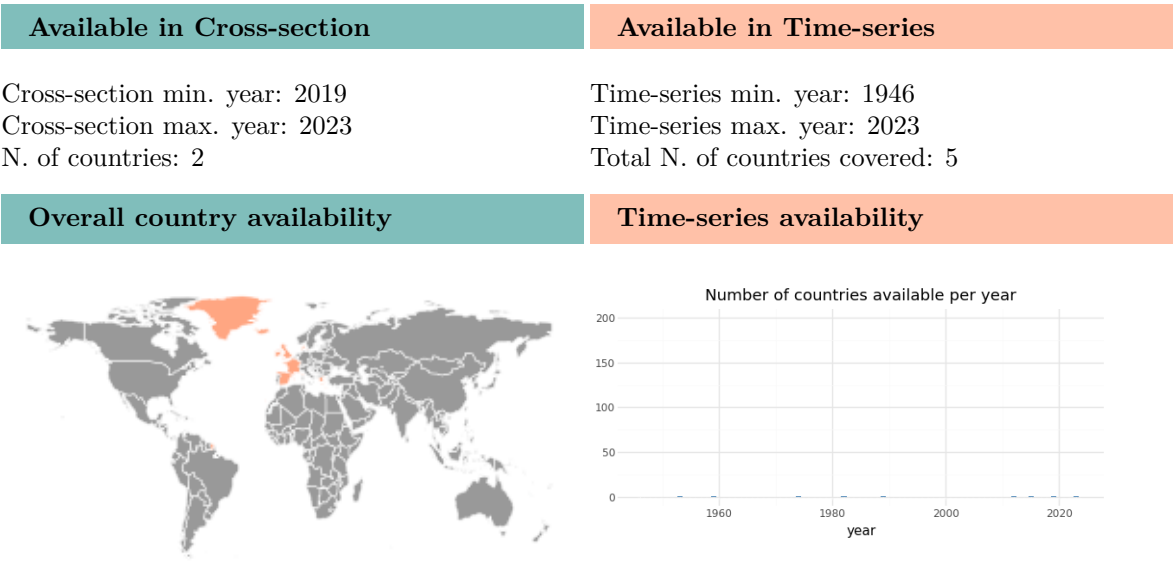 Available in Cross-section
Available in Time-series
Cross-section min. year: 2019
Cross-section max. year: 2023
N. of countries: 2
Time-series min. year: 1946
Time-series max. year: 2023
Total N. of countries covered: 5
Overall country availability
Time-series availability
Number of countries available per year
200
150
100
50
0
1960 1980 2000 2020
year